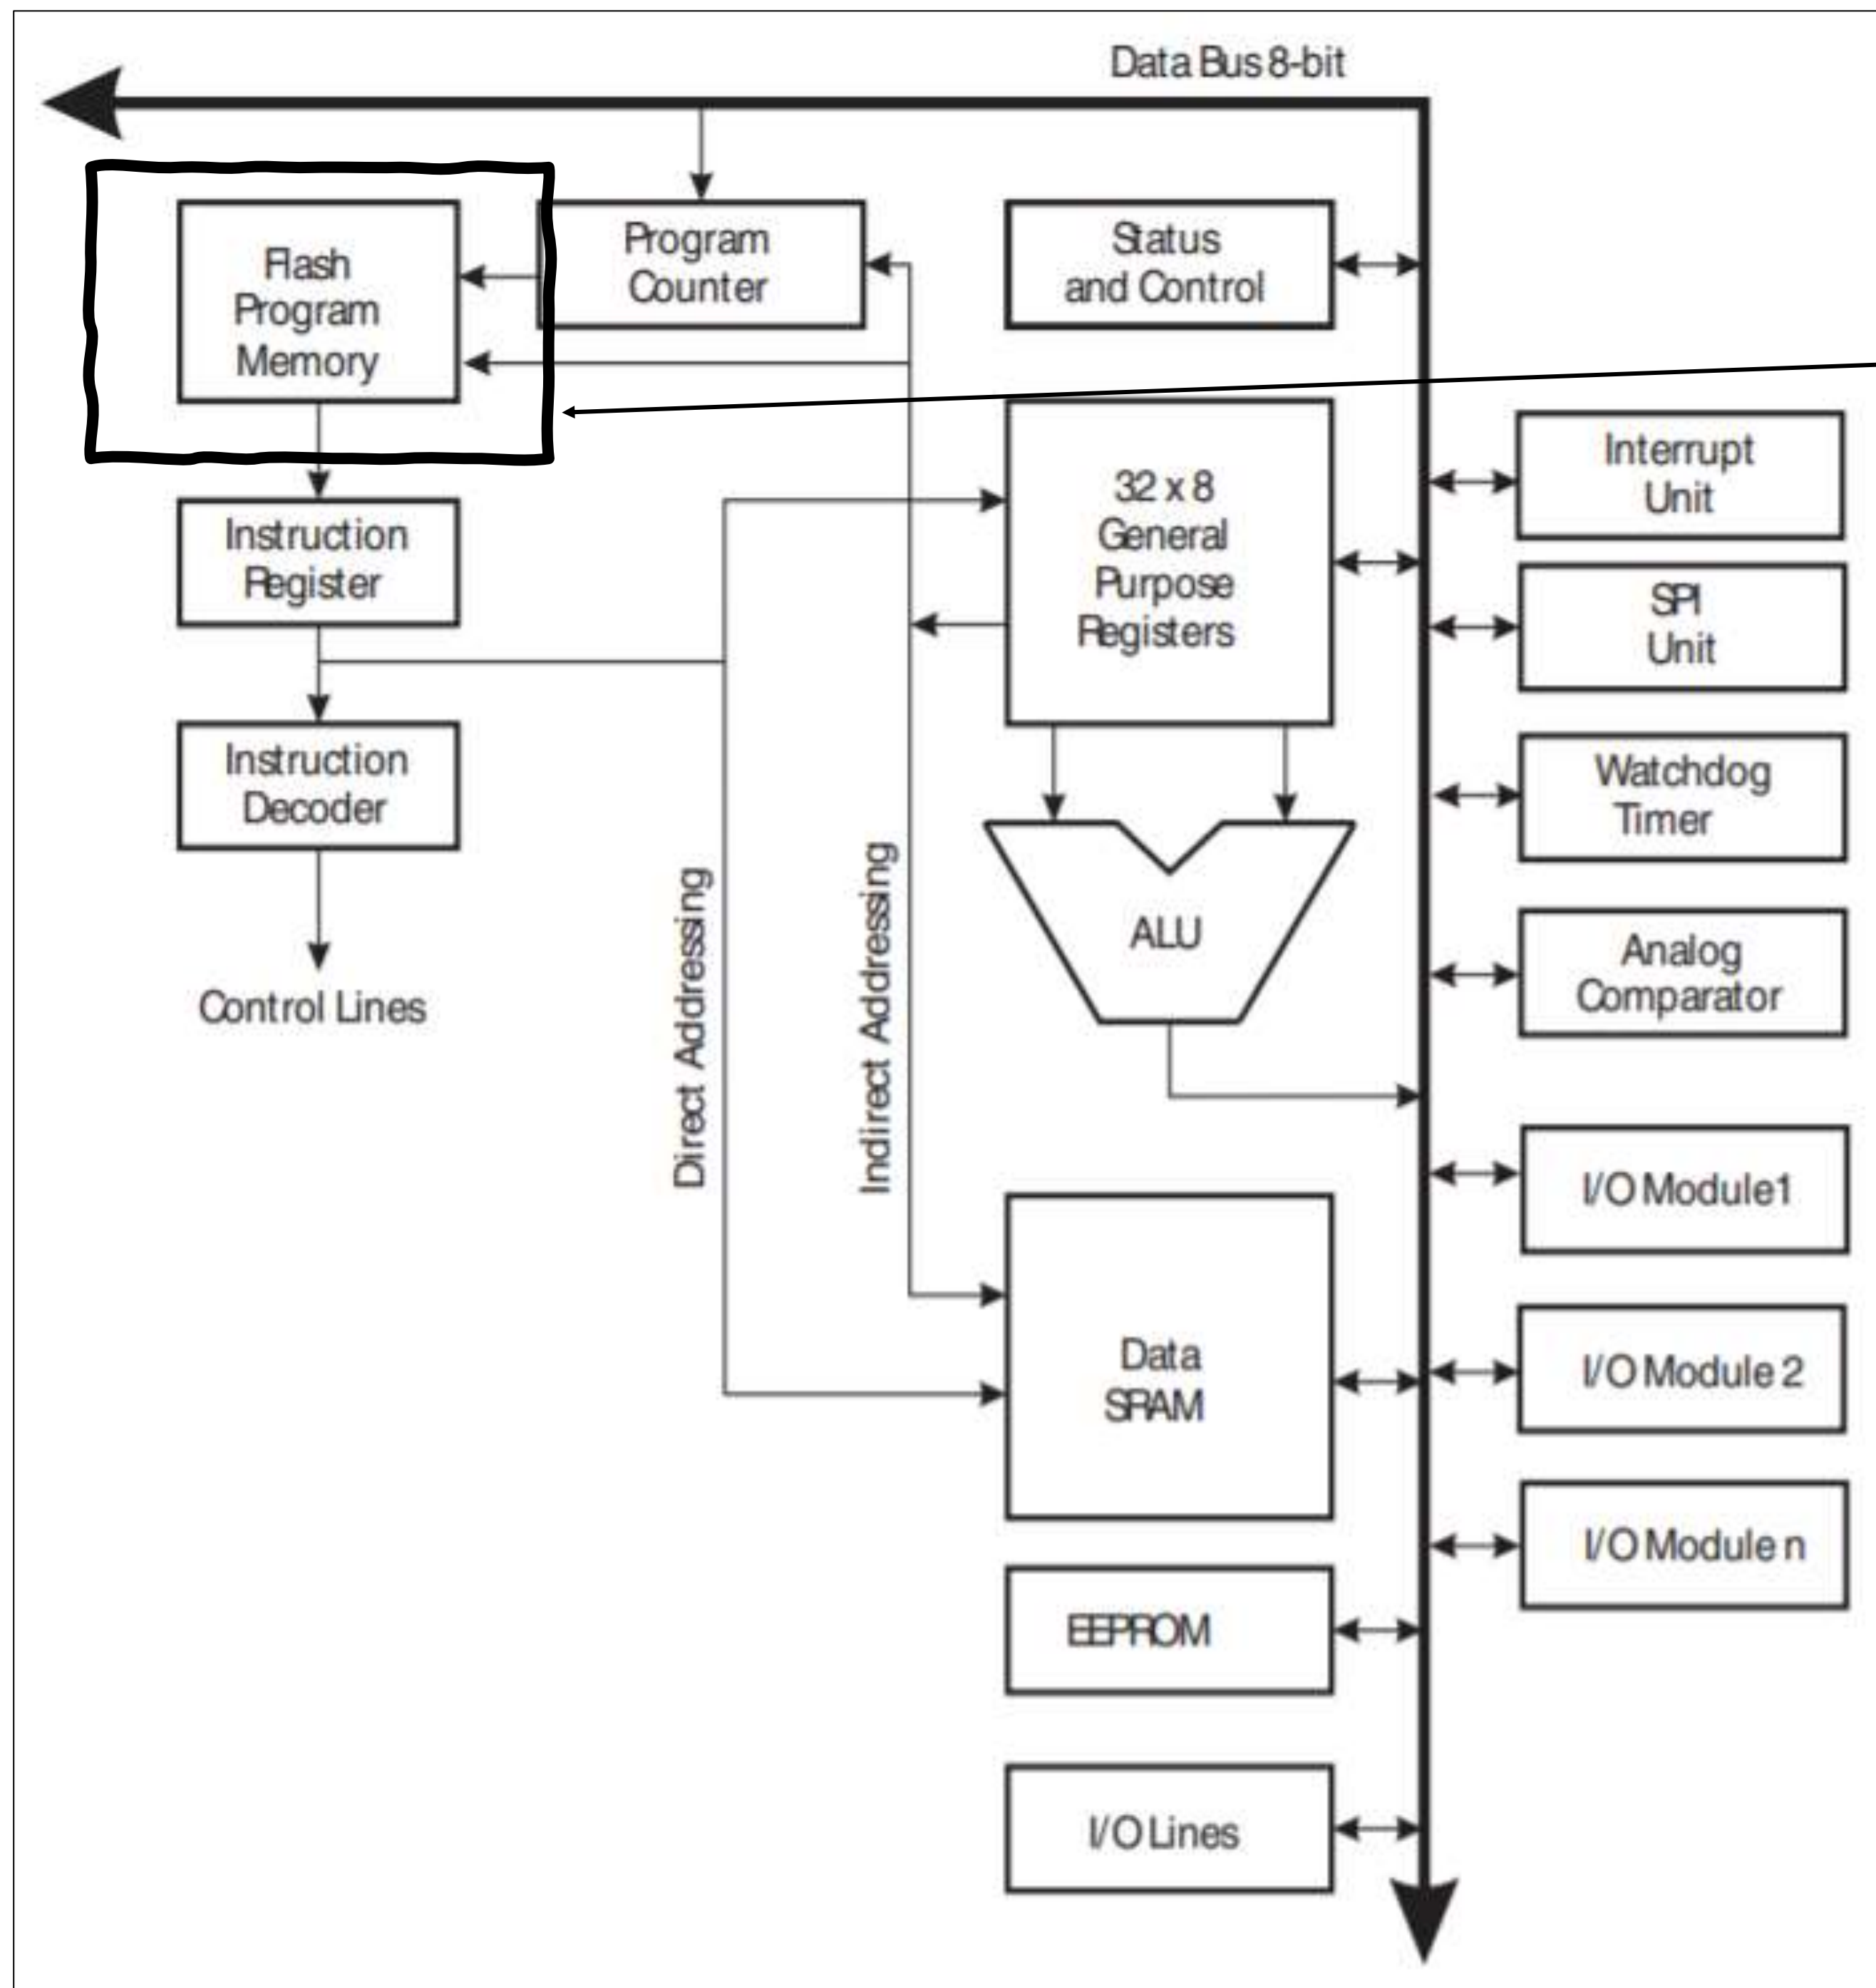 Data Bus 8-bit
Flash
Program
Memory
Program
Counter
Status
and Control
Instruction
Register
32 x 8
General
Purpose
Registers
Interrupt
Unit
SPI
Unit
Instruction
Decoder
Watchdog
Timer
Direct Addressing
Indirect Addressing
ALU
Analog
Comparator
Control Lines
I/O Module1
Data
SRAM
I/O Module 2
I/O Module n
EEPROM
I/O Lines